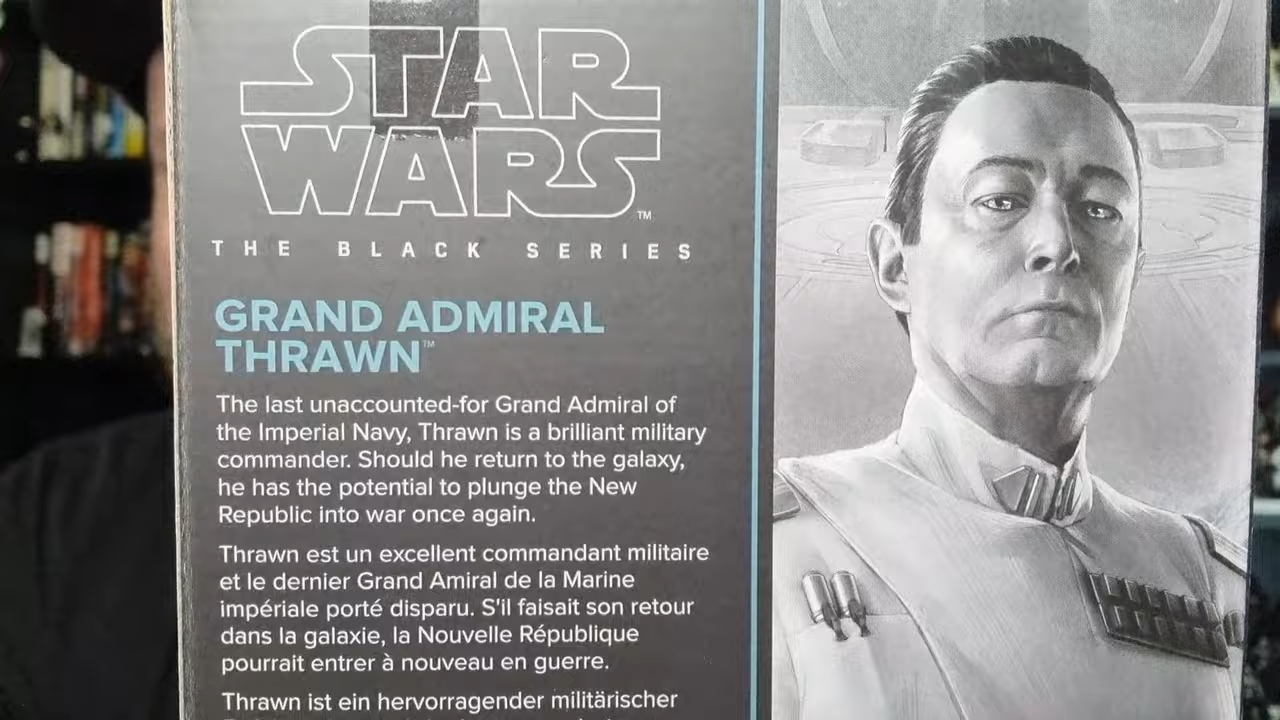 STAR
WARS™
THE BLACK SERIES
GRAND ADMIRAL
THRAWN™
The last unaccounted-for Grand Admiral of
the Imperial Navy, Thrawn is a brilliant military
commander. Should he return to the galaxy,
he has the potential to plunge the New
Republic into war once again.
Thrawn est un excellent commandant militaire
et le dernier Grand Amiral de la Marine
impériale porté disparu. S'il faisait son retour
dans la galaxie, la Nouvelle République
pourrait entrer à nouveau en guerre.
Thrawn ist ein hervorragender militärischer